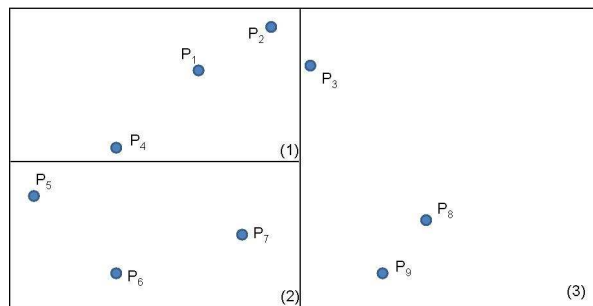 P₂
P₁
P₃
P₄
(1)
P₅
P₈
P₇
P₆
P₉
(2)
(3)